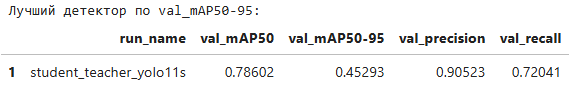 Лучший детектор по val_mAP50-95:
run_name val_mAP50 val_mAP50-95 val_precision val_recall
1 student_teacher_yolo11s 0.78602 0.45293 0.90523 0.72041